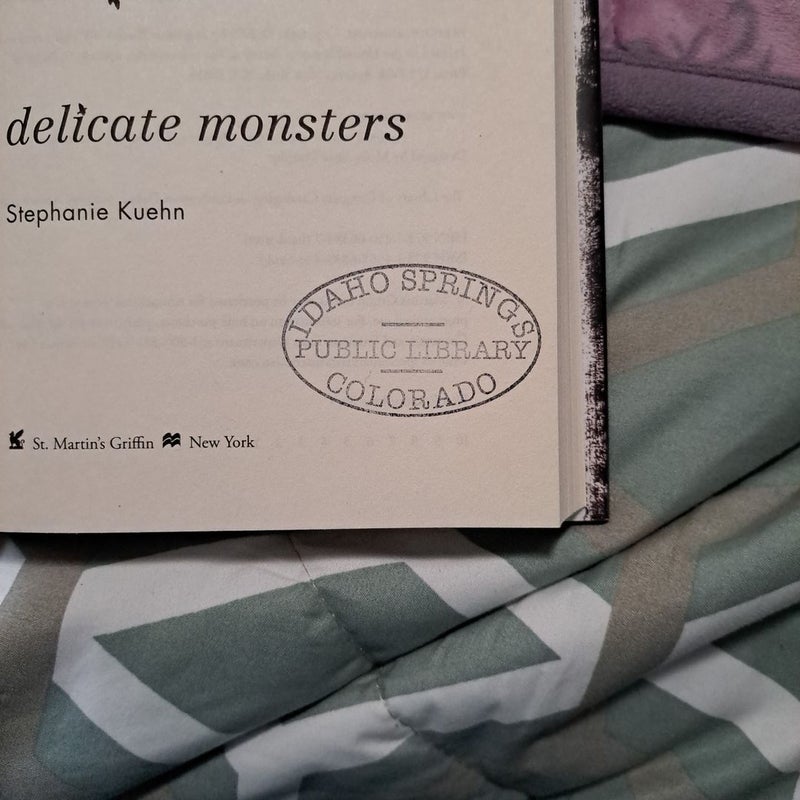 delicate monsters
Stephanie Kuehn
IDAHO SPRINGS
PUBLIC LIBRARY
COLORADO
St. Martin's Griffin New York